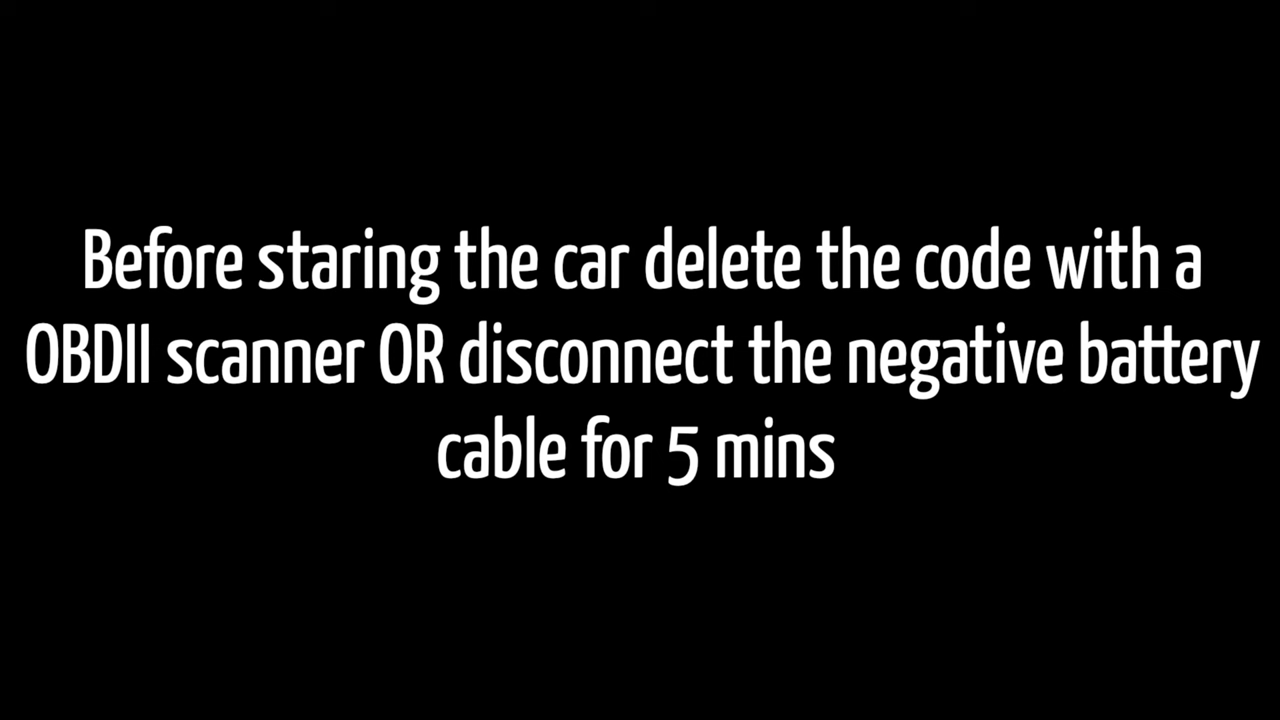 Before staring the car delete the code with a
OBDII scanner OR disconnect the negative battery
cable for 5 mins